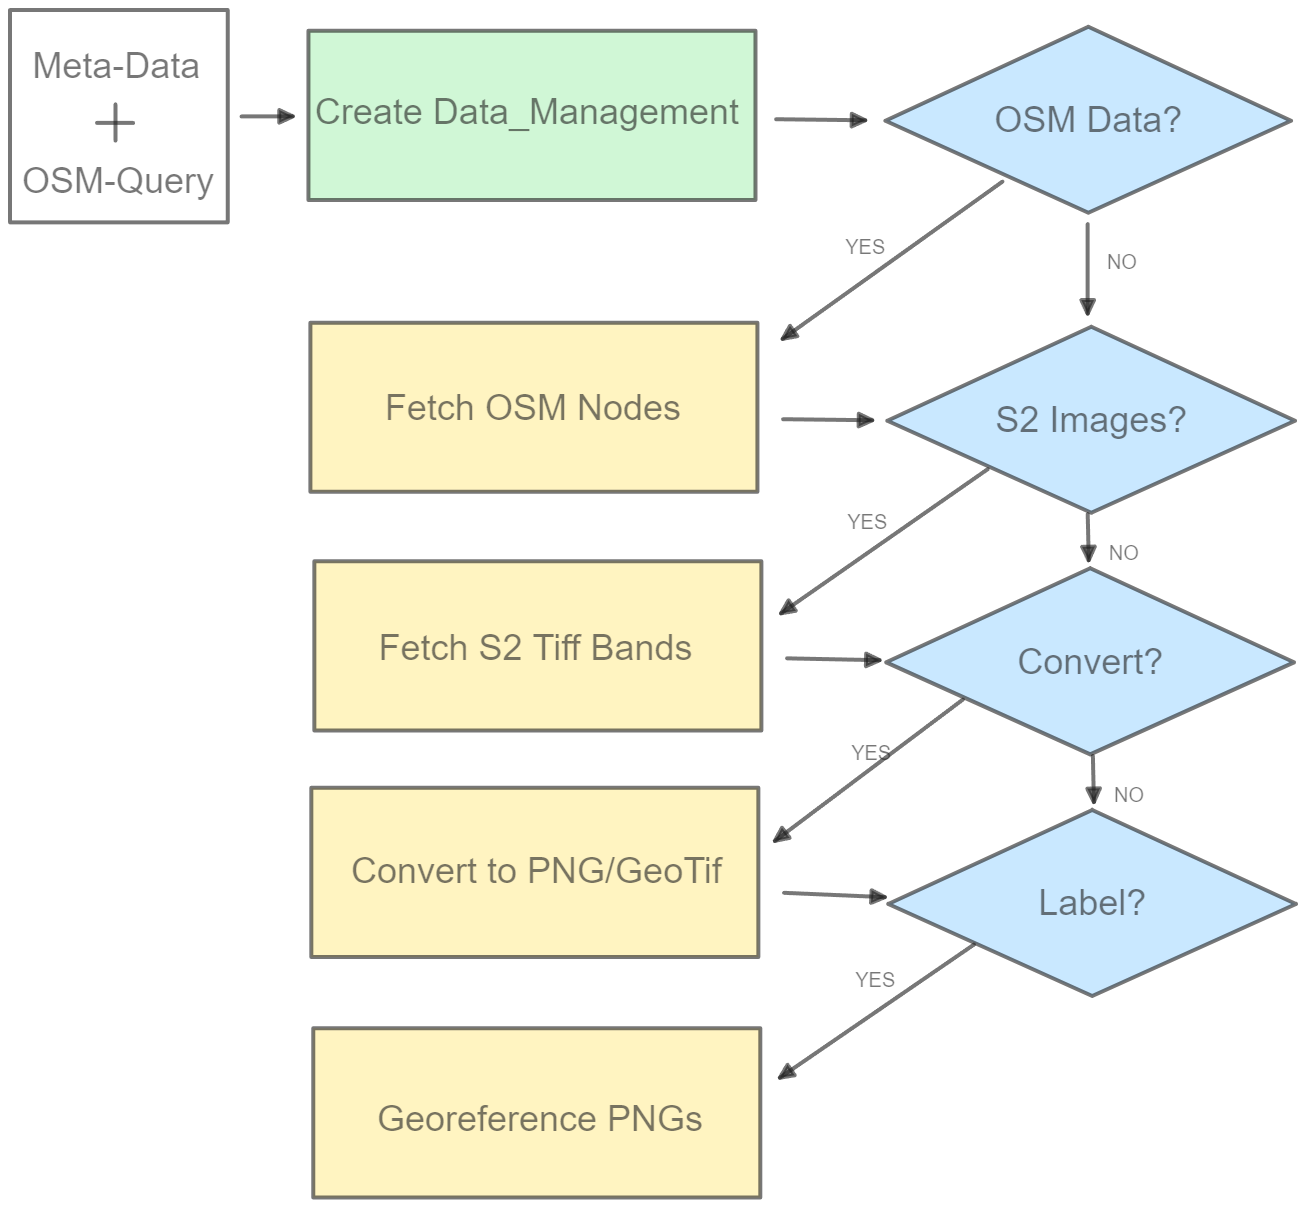 Meta-Data
+
OSM-Query
Create Data_Management
OSM Data?
YES
NO
Fetch OSM Nodes
S2 Images?
YES
NO
Fetch S2 Tiff Bands
Convert?
YES
NO
Convert to PNG/GeoTif
Label?
YES
Georeference PNGs